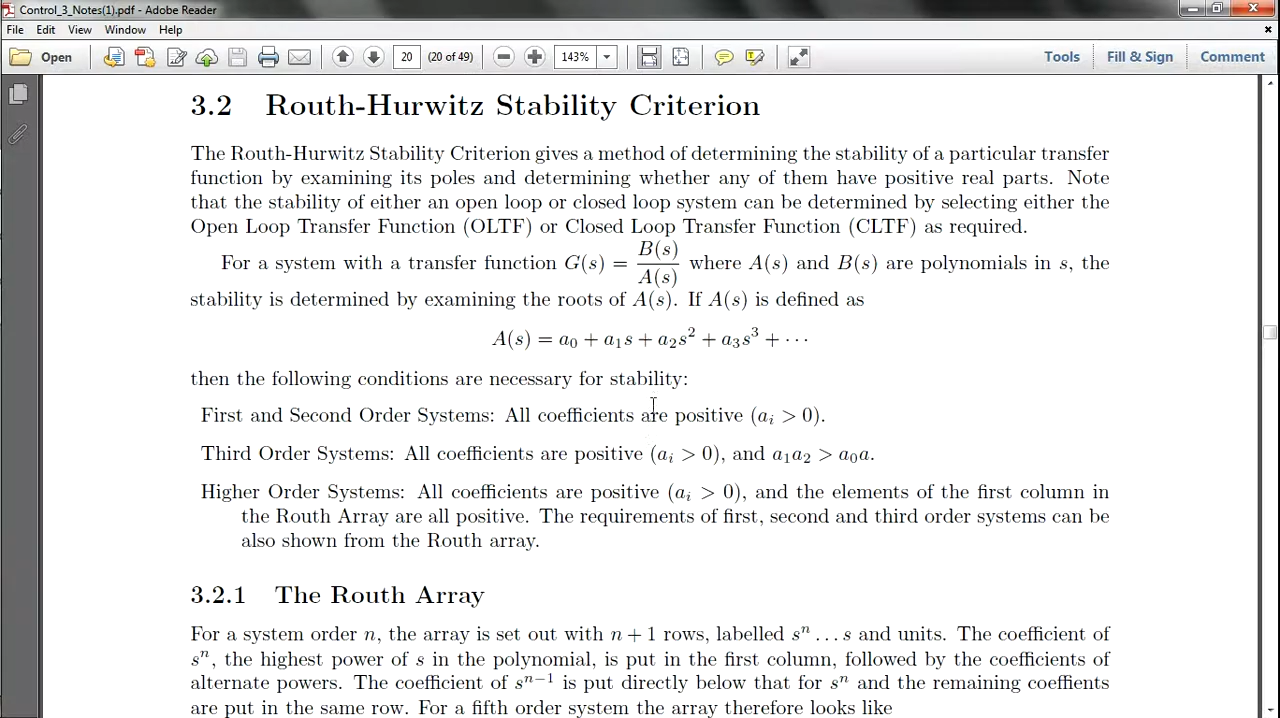 Control_3_Notes(1).pdf - Adobe Reader
File Edit View Window Help
Open 20 (20 of 49) 143% Tools Fill & Sign Comment
3.2 Routh-Hurwitz Stability Criterion
The Routh-Hurwitz Stability Criterion gives a method of determining the stability of a particular transfer
function by examining its poles and determining whether any of them have positive real parts. Note
that the stability of either an open loop or closed loop system can be determined by selecting either the
Open Loop Transfer Function (OLTF) or Closed Loop Transfer Function (CLTF) as required.
For a system with a transfer function G(s) = B(s)/A(s) where A(s) and B(s) are polynomials in s, the
stability is determined by examining the roots of A(s). If A(s) is defined as
A(s) = a₀ + a₁s + a₂s² + a₃s³ + ···
then the following conditions are necessary for stability:
First and Second Order Systems: All coefficients are positive (aᵢ > 0).
Third Order Systems: All coefficients are positive (aᵢ > 0), and a₁a₂ > a₀a.
Higher Order Systems: All coefficients are positive (aᵢ > 0), and the elements of the first column in
the Routh Array are all positive. The requirements of first, second and third order systems can be
also shown from the Routh array.
3.2.1 The Routh Array
For a system order n, the array is set out with n + 1 rows, labelled sⁿ … s and units. The coefficient of
sⁿ, the highest power of s in the polynomial, is put in the first column, followed by the coefficients of
alternate powers. The coefficient of sⁿ⁻¹ is put directly below that for sⁿ and the remaining coeffients
are put in the same row. For a fifth order system the array therefore looks like